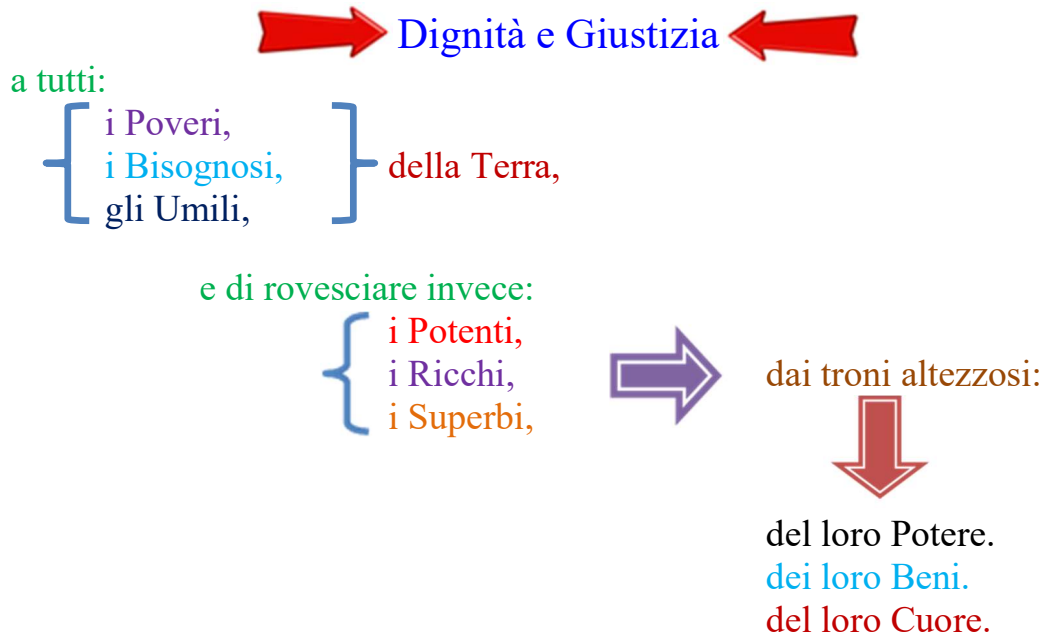 Dignità e Giustizia
a tutti:
i Poveri,
i Bisognosi,
gli Umili,
della Terra,
e di rovesciare invece:
i Potenti,
i Ricchi,
i Superbi,
dai troni altezzosi:
del loro Potere.
dei loro Beni.
del loro Cuore.